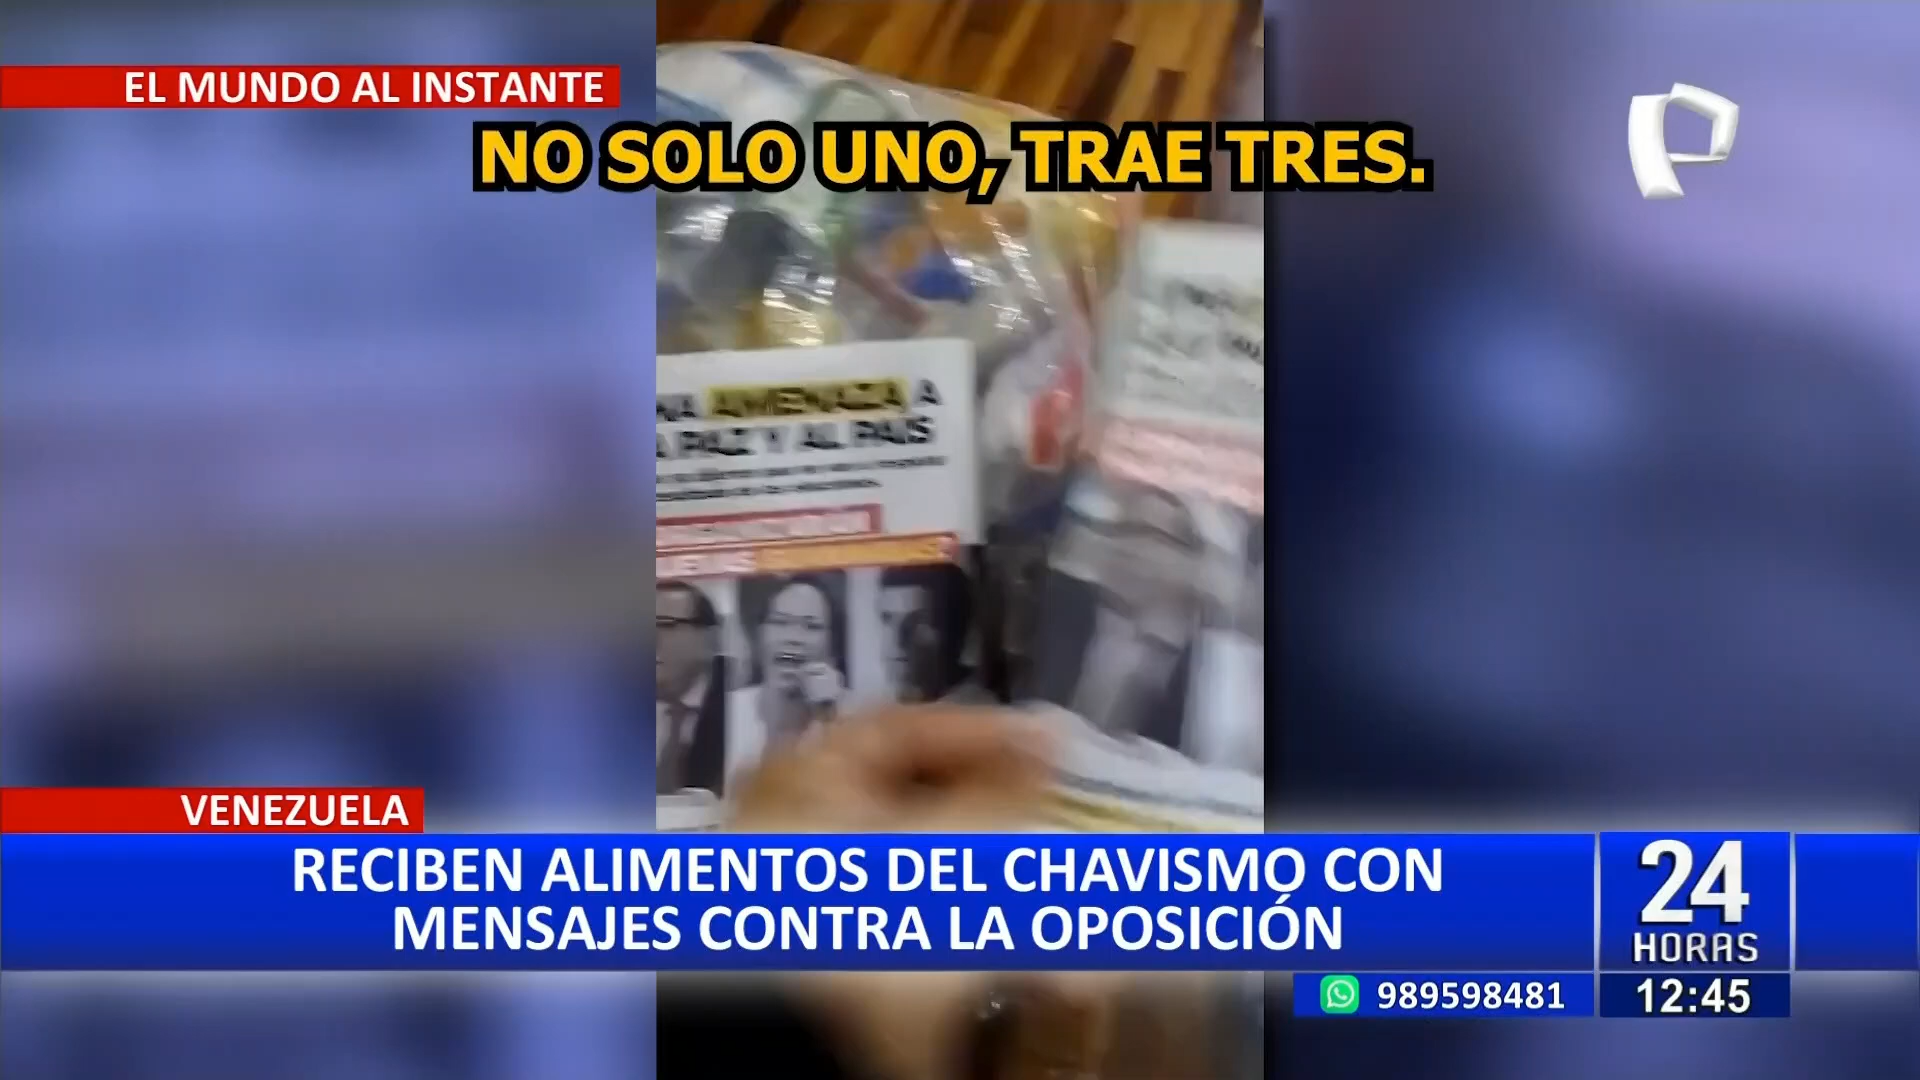 EL MUNDO AL INSTANTE
NO SOLO UNO, TRAE TRES.
AMENAZA A
PAZ Y AL PAÍS
VENEZUELA
RECIBEN ALIMENTOS DEL CHAVISMO CON
MENSAJES CONTRA LA OPOSICIÓN
24
HORAS
989598481
12:45